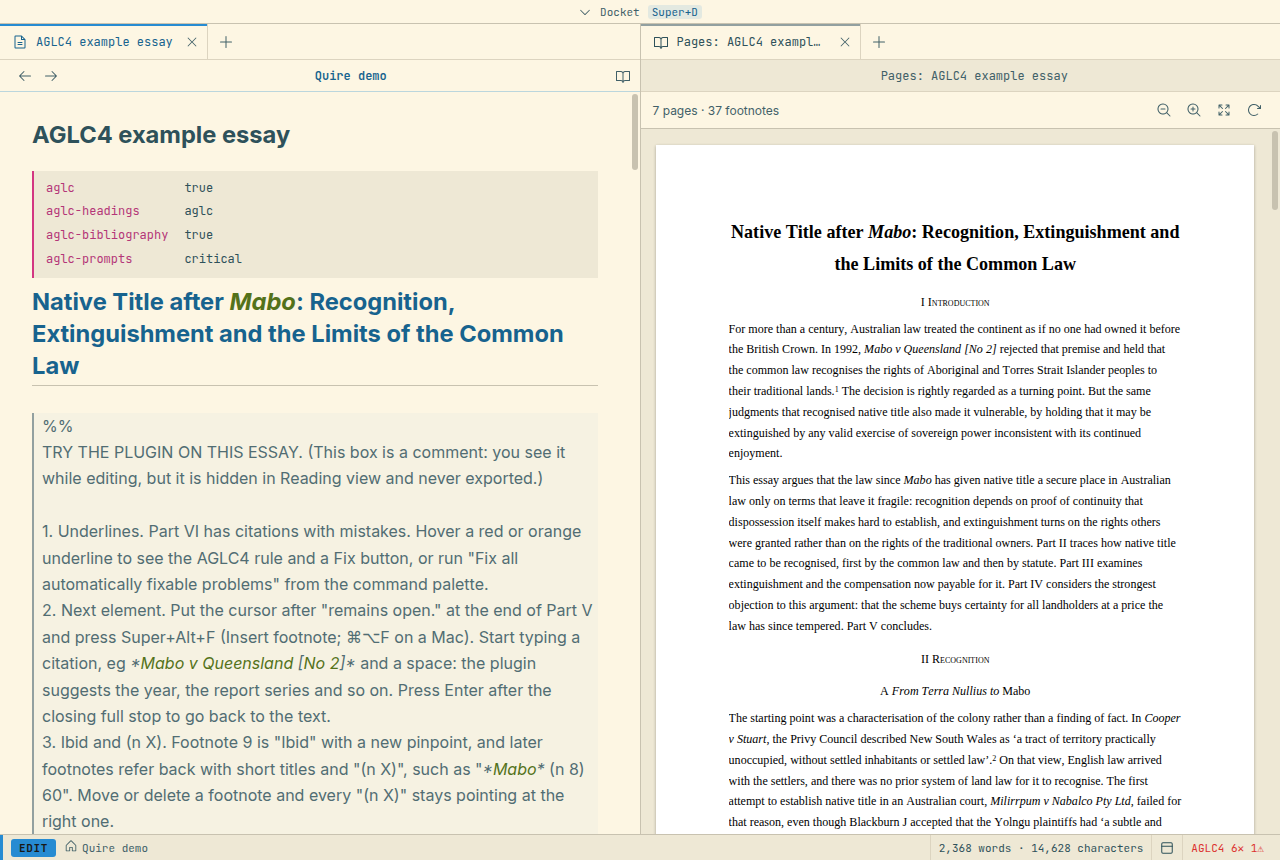 Docket Super+D
AGLC4 example essay
Quire demo
AGLC4 example essay
aglc true
aglc-headings aglc
aglc-bibliography true
aglc-prompts critical
Native Title after Mabo: Recognition,
Extinguishment and the Limits of the Common
Law
%%
TRY THE PLUGIN ON THIS ESSAY. (This box is a comment: you see it
while editing, but it is hidden in Reading view and never exported.)
1. Underlines. Part VI has citations with mistakes. Hover a red or orange
underline to see the AGLC4 rule and a Fix button, or run "Fix all
automatically fixable problems" from the command palette.
2. Next element. Put the cursor after "remains open." at the end of Part V
and press Super+Alt+F (Insert footnote; ⌘⌥F on a Mac). Start typing a
citation, eg *Mabo v Queensland [No 2]* and a space: the plugin
suggests the year, the report series and so on. Press Enter after the
closing full stop to go back to the text.
3. Ibid and (n X). Footnote 9 is "Ibid" with a new pinpoint, and later
footnotes refer back with short titles and "(n X)", such as "*Mabo* (n 8)
60". Move or delete a footnote and every "(n X)" stays pointing at the
right one.
Pages: AGLC4 exampl…
Pages: AGLC4 example essay
7 pages · 37 footnotes
Native Title after Mabo: Recognition, Extinguishment and
the Limits of the Common Law
I Introduction
For more than a century, Australian law treated the continent as if no one had owned it before
the British Crown. In 1992, Mabo v Queensland [No 2] rejected that premise and held that
the common law recognises the rights of Aboriginal and Torres Strait Islander peoples to
their traditional lands.¹ The decision is rightly regarded as a turning point. But the same
judgments that recognised native title also made it vulnerable, by holding that it may be
extinguished by any valid exercise of sovereign power inconsistent with its continued
enjoyment.
This essay argues that the law since Mabo has given native title a secure place in Australian
law only on terms that leave it fragile: recognition depends on proof of continuity that
dispossession itself makes hard to establish, and extinguishment turns on the rights others
were granted rather than on the rights of the traditional owners. Part II traces how native title
came to be recognised, first by the common law and then by statute. Part III examines
extinguishment and the compensation now payable for it. Part IV considers the strongest
objection to this argument: that the scheme buys certainty for all landholders at a price the
law has since tempered. Part V concludes.
II Recognition
A From Terra Nullius to Mabo
The starting point was a characterisation of the colony rather than a finding of fact. In Cooper
v Stuart, the Privy Council described New South Wales as ‘a tract of territory practically
unoccupied, without settled inhabitants or settled law’.² On that view, English law arrived
with the settlers, and there was no prior system of land law for it to recognise. The first
attempt to establish native title in an Australian court, Milirrpum v Nabalco Pty Ltd, failed for
that reason, even though Blackburn J accepted that the Yolngu plaintiffs had ‘a subtle and
EDIT Quire demo
2,368 words · 14,628 characters
AGLC4 6× 1⚠